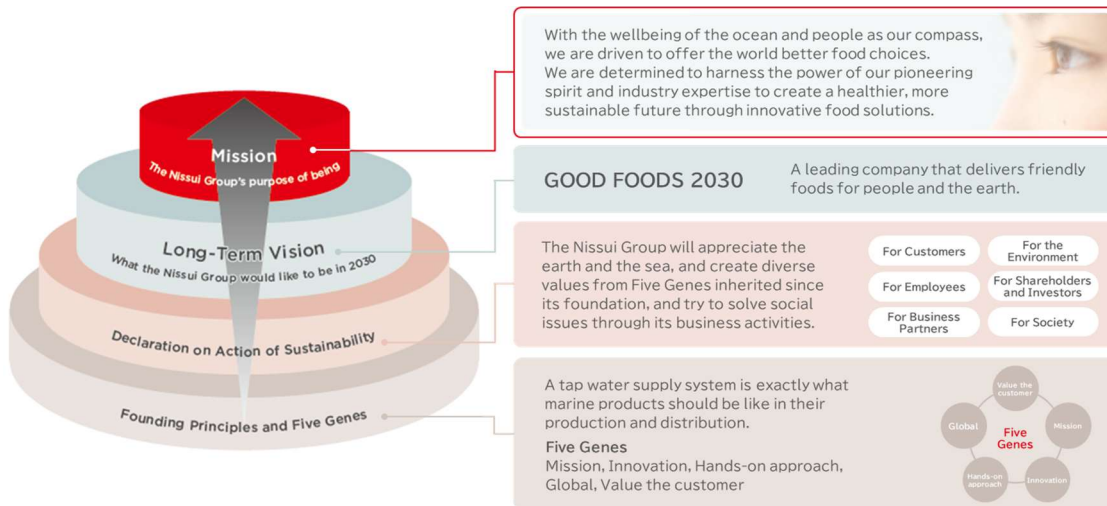 Mission
The Nissui Group's purpose of being
Long-Term Vision
What the Nissui Group would like to be in 2030
Declaration on Action of Sustainability
Founding Principles and Five Genes
With the wellbeing of the ocean and people as our compass,
we are driven to offer the world better food choices.
We are determined to harness the power of our pioneering
spirit and industry expertise to create a healthier, more
sustainable future through innovative food solutions.
GOOD FOODS 2030
A leading company that delivers friendly
foods for people and the earth.
The Nissui Group will appreciate the
earth and the sea, and create diverse
values from Five Genes inherited since
its foundation, and try to solve social
issues through its business activities.
For Customers
For the
Environment
For Employees
For Shareholders
and Investors
For Business
Partners
For Society
A tap water supply system is exactly what
marine products should be like in their
production and distribution.
Five Genes
Mission, Innovation, Hands-on approach,
Global, Value the customer
Value the
customer
Global
Five
Genes
Mission
Hands-on
approach
Innovation